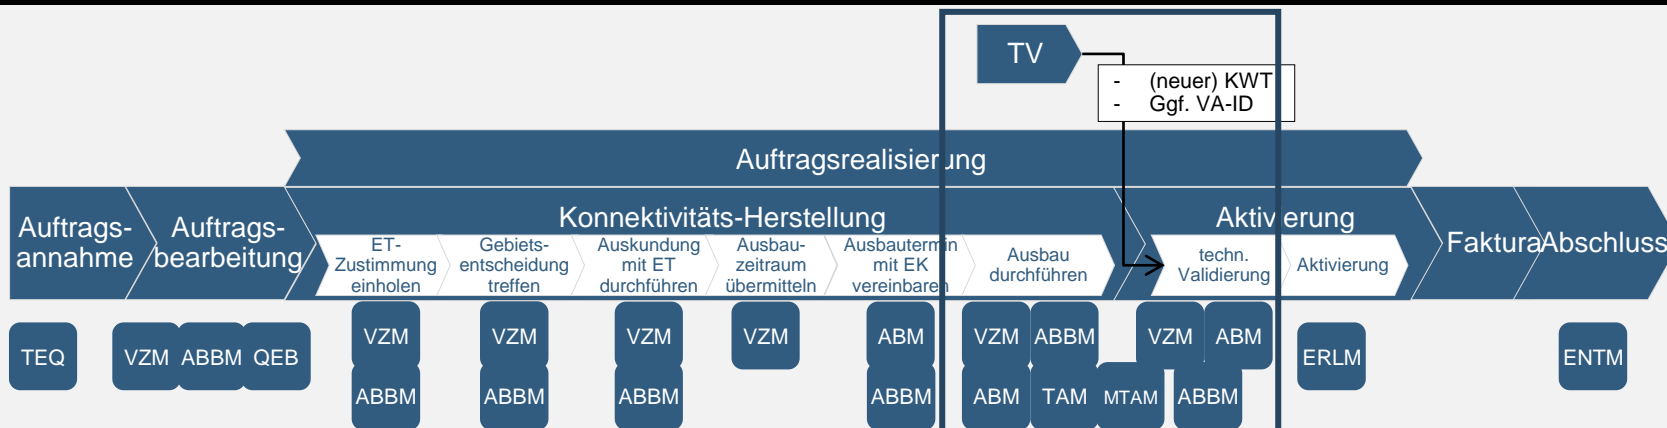 TV
- (neuer) KWT
- Ggf. VA-ID
Auftragsrealisierung
Auftrags-
annahme
Auftrags-
bearbeitung
Konnektivitäts-Herstellung
ET-
Zustimmung
einholen
Gebiets-
entscheidung
treffen
Auskundung
mit ET
durchführen
Ausbau-
zeitraum
übermitteln
Ausbautermin
mit EK
vereinbaren
Ausbau
durchführen
Aktivierung
techn.
Validierung
Aktivierung
Faktura
Abschluss
TEQ
VZM
ABBM
QEB
VZM
ABBM
VZM
ABBM
VZM
ABBM
VZM
ABM
ABBM
VZM
ABBM
ABM
TAM
MTAM
VZM
ABM
ABBM
ERLM
ENTM